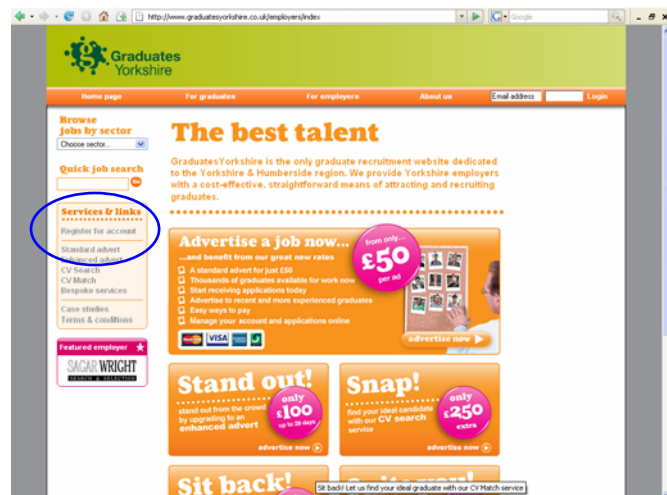 http://www.graduatesyorkshire.co.uk/employers/index
Google
Graduates
Yorkshire
Home page
For graduates
For employers
About us
Email address
Login
Browse
jobs by sector
Choose sector...
Quick job search
Go
Services & links
Register for account
Standard advert
Enhanced advert
CV Search
CV Match
Bespoke services
Case studies
Terms & conditions
Featured employer
SAGAR WRIGHT
SEARCH & SELECTION
The best talent
GraduatesYorkshire is the only graduate recruitment website dedicated
to the Yorkshire & Humberside region. We provide Yorkshire employers
with a cost-effective, straightforward means of attracting and recruiting
graduates.
Advertise a job now...
...and benefit from our great new rates
A standard advert for just £50
Thousands of graduates available for work now
Start receiving applications today
Advertise to recent and more experienced graduates
Easy ways to pay
Manage your account and applications online
from only...
£50
per ad
VISA
advertise now
Stand out!
stand out from the crowd
by upgrading to an
enhanced advert
only
£100
up to 28 days
advertise now
Snap!
find your ideal candidate
with our CV search
service
only
£250
extra
advertise now
Sit back!
Sit back! Let us find your ideal graduate with our CV Match service